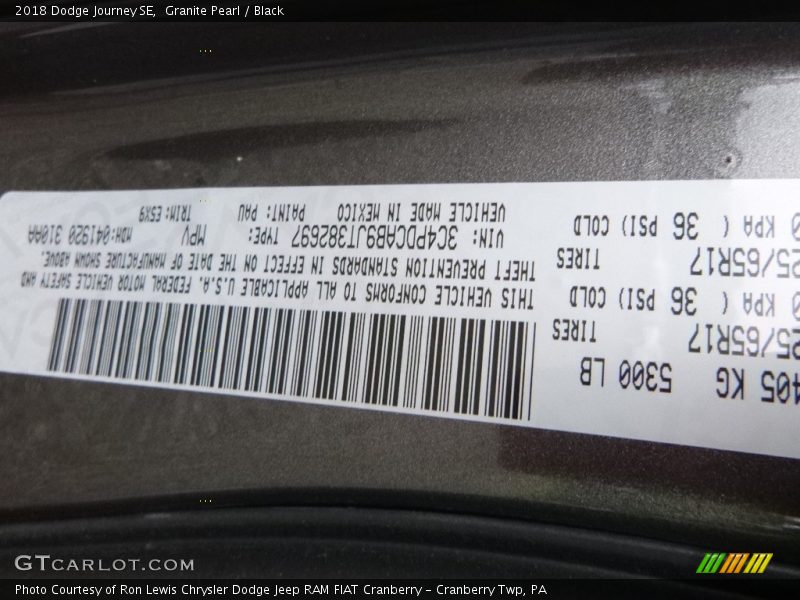 2018 Dodge Journey SE,  Granite Pearl / Black
405 KG 5300 LB
25/65R17 TIRES
0 KPA ( 36 PSI) COLD
25/65R17 TIRES
0 KPA ( 36 PSI) COLD
THIS VEHICLE CONFORMS TO ALL APPLICABLE U.S.A. FEDERAL MOTOR VEHICLE SAFETY AND
THEFT PREVENTION STANDARDS IN EFFECT ON THE DATE OF MANUFACTURE SHOWN ABOVE.
VIN: 3C4PDCAB9JT382697 TYPE: MPV MDH:041920 310AA
VEHICLE MADE IN MEXICO PAINT: PAU TRIM: E5X9
GTCARLOT.COM
Photo Courtesy of Ron Lewis Chrysler Dodge Jeep RAM FIAT Cranberry – Cranberry Twp, PA